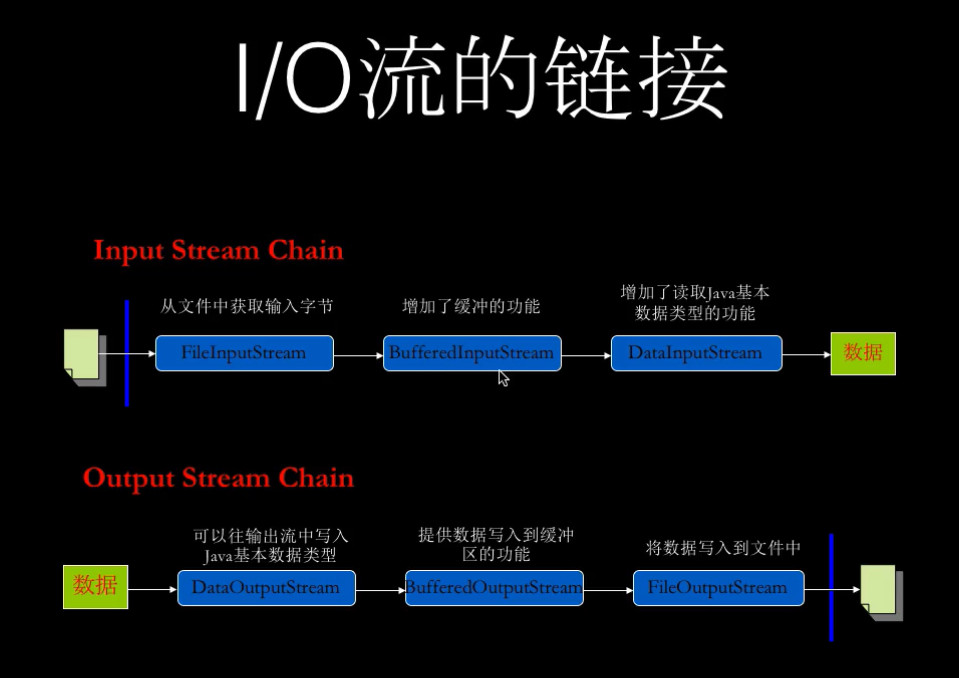 I/O流的链接
Input Stream Chain
从文件中获取输入字节
增加了缓冲的功能
增加了读取Java基本
数据类型的功能
FileInputStream
BufferedInputStream
DataInputStream
数据
Output Stream Chain
可以往输出流中写入
Java基本数据类型
提供数据写入到缓冲
区的功能
将数据写入到文件中
数据
DataOutputStream
BufferedOutputStream
FileOutputStream